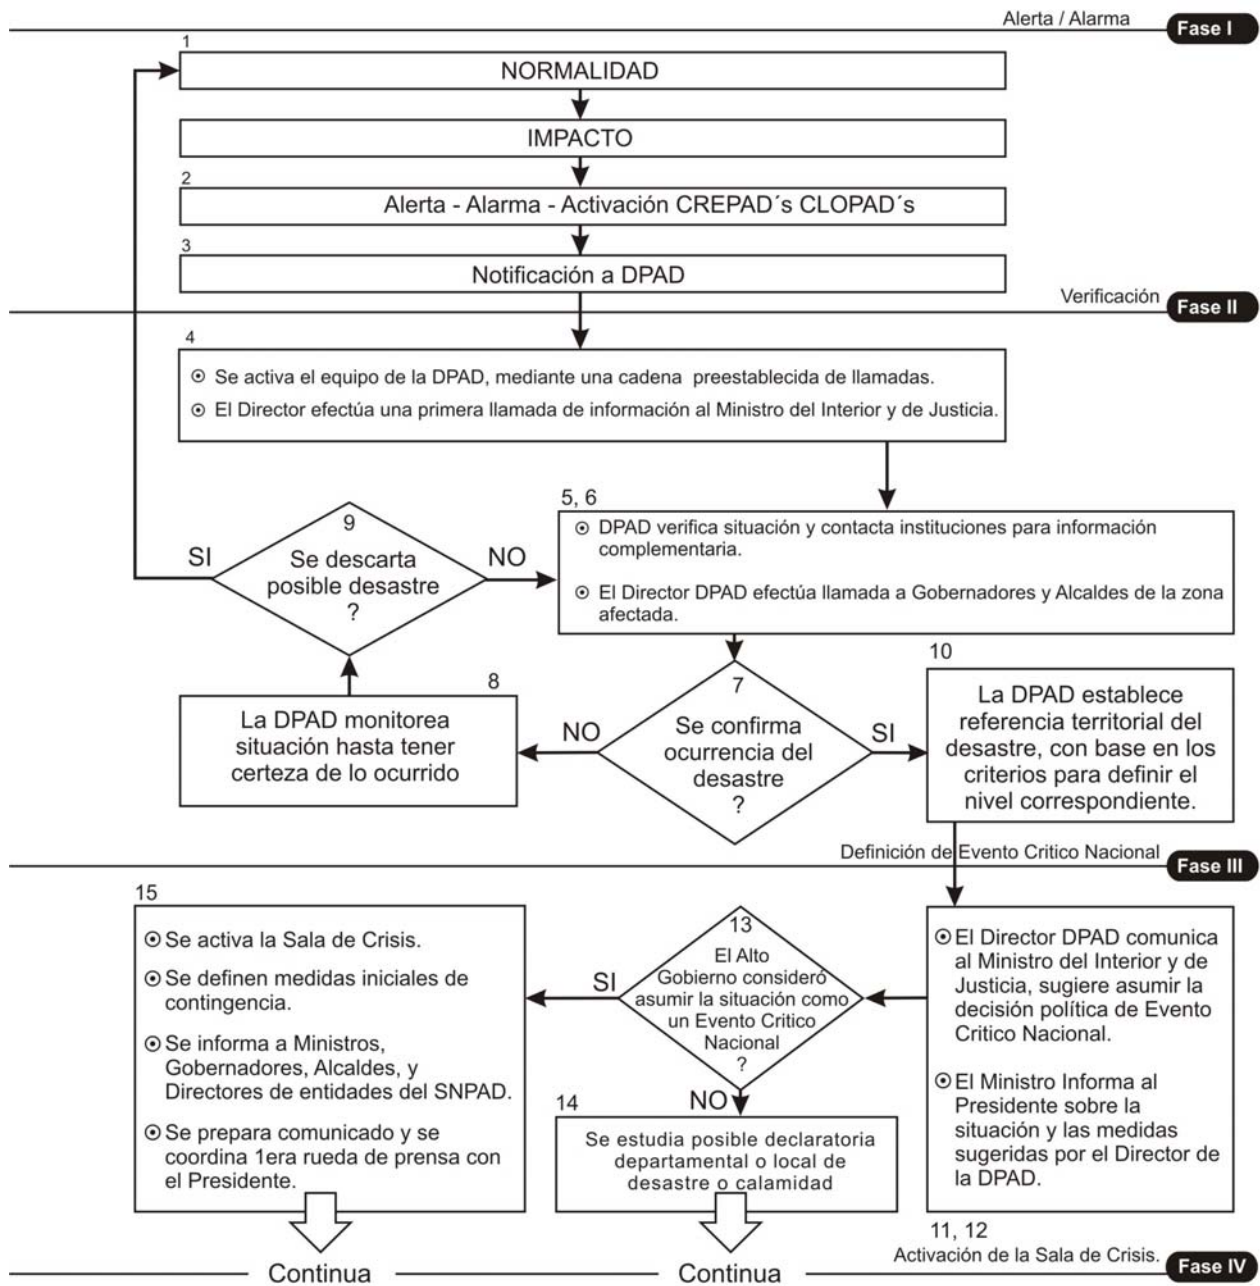 Alerta / Alarma
Fase I
1
NORMALIDAD
IMPACTO
2
Alerta - Alarma - Activación CREPAD´s CLOPAD´s
3
Notificación a DPAD
Verificación
Fase II
4
Se activa el equipo de la DPAD, mediante una cadena preestablecida de llamadas.
El Director efectúa una primera llamada de información al Ministro del Interior y de Justicia.
5, 6
DPAD verifica situación y contacta instituciones para información
complementaria.
El Director DPAD efectúa llamada a Gobernadores y Alcaldes de la zona
afectada.
9
Se descarta
posible desastre
?
SI
NO
8
La DPAD monitorea
situación hasta tener
certeza de lo ocurrido
7
Se confirma
ocurrencia del
desastre
?
NO
SI
10
La DPAD establece
referencia territorial del
desastre, con base en los
criterios para definir el
nivel correspondiente.
Definición de Evento Critico Nacional
Fase III
15
Se activa la Sala de Crisis.
Se definen medidas iniciales de
contingencia.
Se informa a Ministros,
Gobernadores, Alcaldes, y
Directores de entidades del SNPAD.
Se prepara comunicado y se
coordina 1era rueda de prensa con
el Presidente.
13
El Alto
Gobierno consideró
asumir la situación como
un Evento Critico
Nacional
?
SI
NO
14
Se estudia posible declaratoria
departamental o local de
desastre o calamidad
El Director DPAD comunica
al Ministro del Interior y de
Justicia, sugiere asumir la
decisión política de Evento
Critico Nacional.
El Ministro Informa al
Presidente sobre la
situación y las medidas
sugeridas por el Director de
la DPAD.
11, 12
Activación de la Sala de Crisis.
Fase IV
Continua
Continua